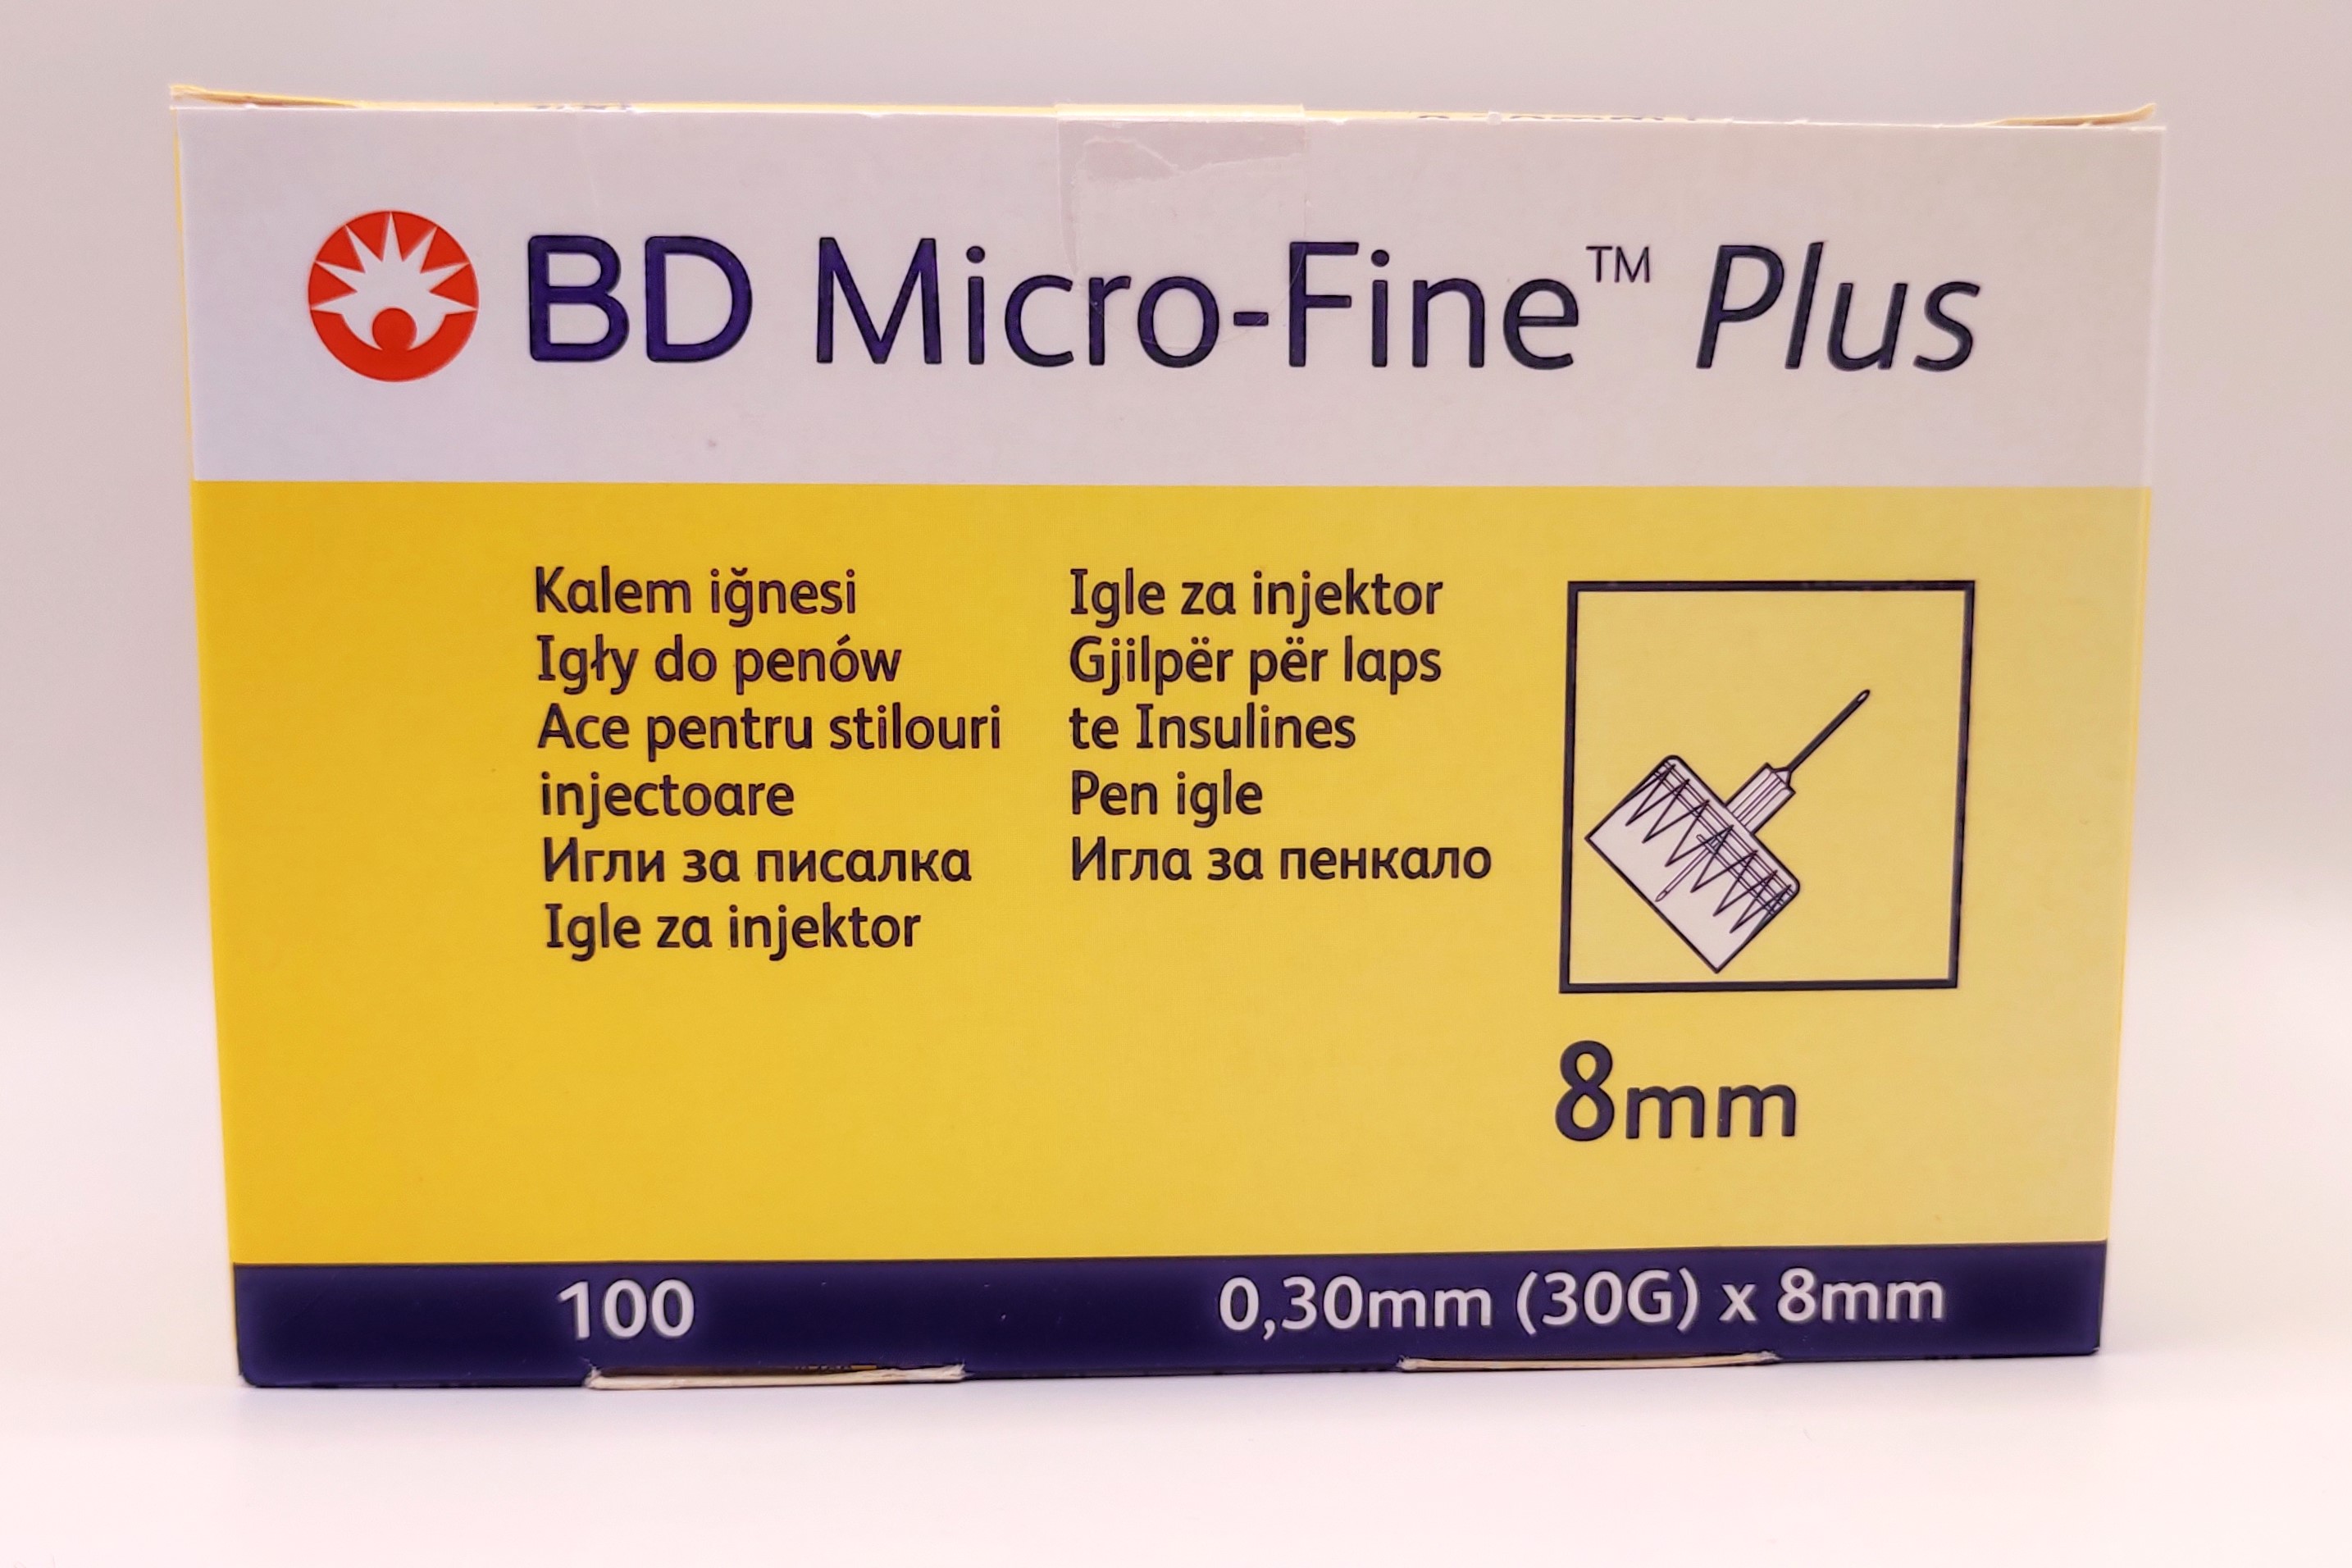 BD Micro-Fine™ Plus
Kalem iğnesi
Igły do penów
Ace pentru stilouri
injectoare
Игли за писалка
Igle za injektor
Igle za injektor
Gjilpër për laps
te Insulines
Pen igle
Игла за пенкало
8mm
100
0,30mm (30G) x 8mm